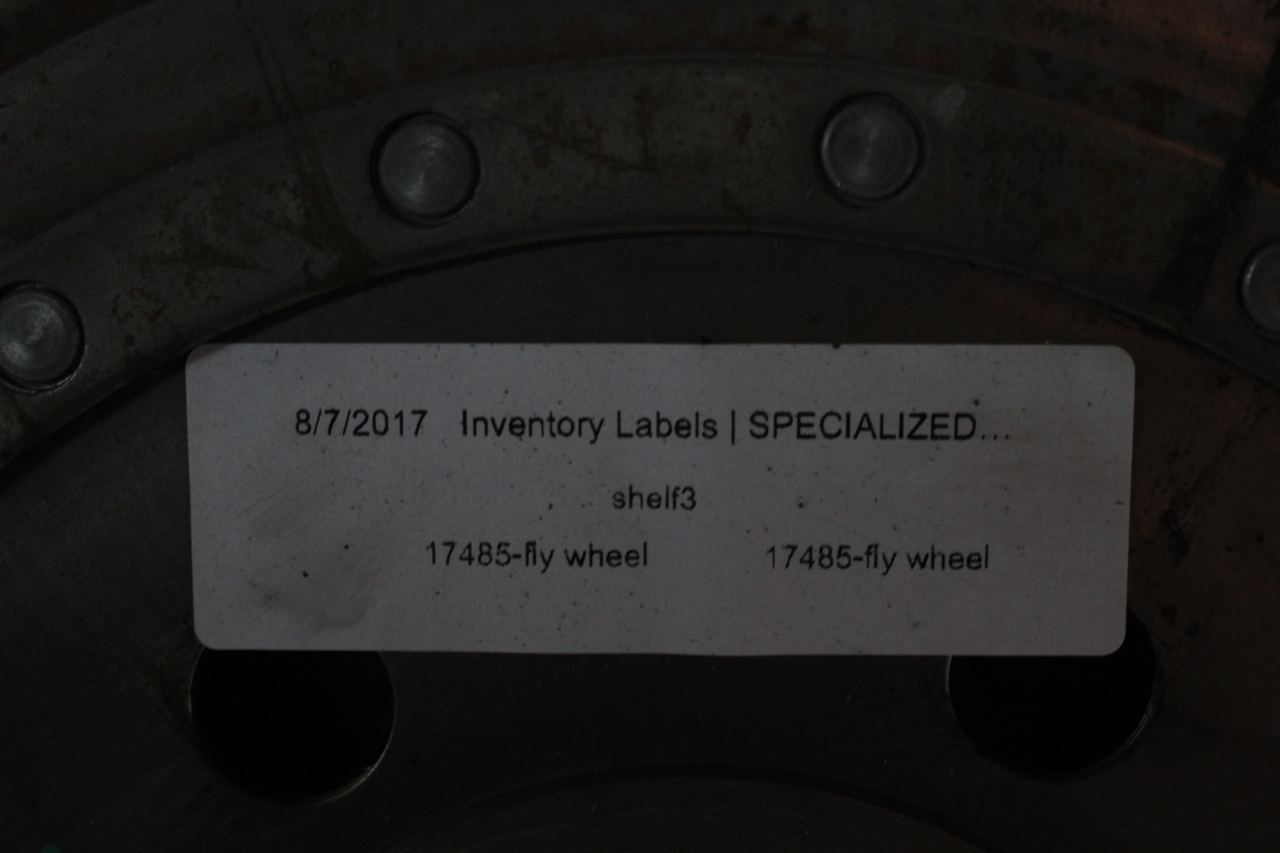 8/7/2017 Inventory Labels | SPECIALIZED...
shelf3
17485-fly wheel 17485-fly wheel